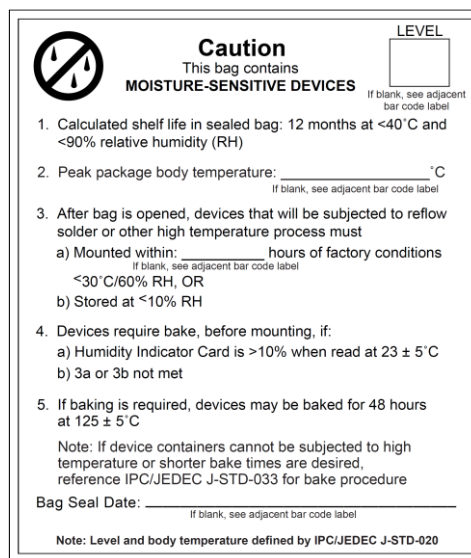 Caution
This bag contains
MOISTURE-SENSITIVE DEVICES
LEVEL
If blank, see adjacent
bar code label
1. Calculated shelf life in sealed bag: 12 months at <40˚C and
<90% relative humidity (RH)
2. Peak package body temperature: ____________________˚C
If blank, see adjacent bar code label
3. After bag is opened, devices that will be subjected to reflow
solder or other high temperature process must
a) Mounted within: ___________ hours of factory conditions
If blank, see adjacent bar code label
<30˚C/60% RH, OR
b) Stored at <10% RH
4. Devices require bake, before mounting, if:
a) Humidity Indicator Card is >10% when read at 23 ± 5˚C
b) 3a or 3b not met
5. If baking is required, devices may be baked for 48 hours
at 125 ± 5˚C
Note: If device containers cannot be subjected to high
temperature or shorter bake times are desired,
reference IPC/JEDEC J-STD-033 for bake procedure
Bag Seal Date: ____________________
If blank, see adjacent bar code label
Note: Level and body temperature defined by IPC/JEDEC J-STD-020